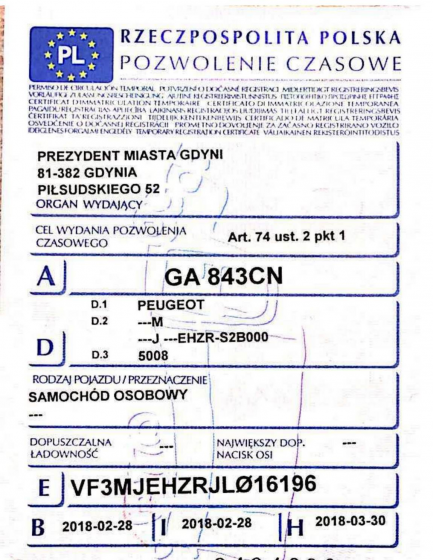 PL
RZECZPOSPOLITA POLSKA
POZWOLENIE CZASOWE
PREZYDENT MIASTA GDYNI
81-382 GDYNIA
PIŁSUDSKIEGO 52
ORGAN WYDAJĄCY
CEL WYDANIA POZWOLENIA
CZASOWEGO
Art. 74 ust. 2 pkt 1
A
GA 843CN
D
D.1 PEUGEOT
D.2 ---M
---J ---EHZR-S2B000
D.3 5008
RODZAJ POJAZDU / PRZEZNACZENIE
SAMOCHÓD OSOBOWY
---
DOPUSZCZALNA
ŁADOWNOŚĆ
---
NAJWIĘKSZY DOP.
NACISK OSI
---
E VF3MJEHZRJLØ16196
B 2018-02-28 I 2018-02-28 H 2018-03-30